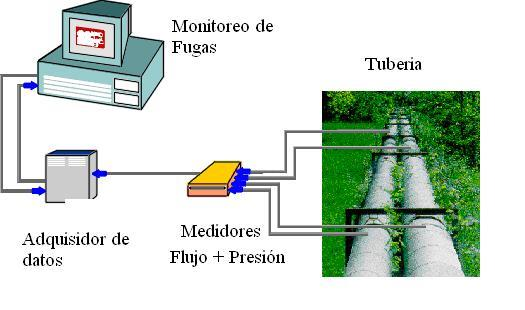 Monitoreo de
Fugas
Tuberia
Adquisidor de
datos
Medidores
Flujo + Presión